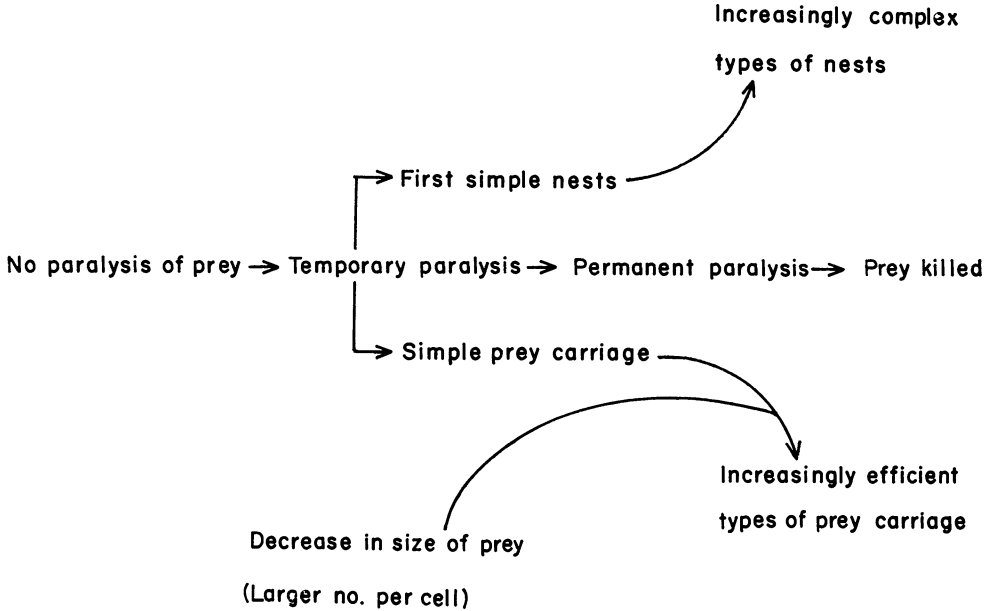 Increasingly complex
types of nests
First simple nests
No paralysis of prey
Temporary paralysis
Permanent paralysis
Prey killed
Simple prey carriage
Increasingly efficient
types of prey carriage
Decrease in size of prey
(Larger no. per cell)